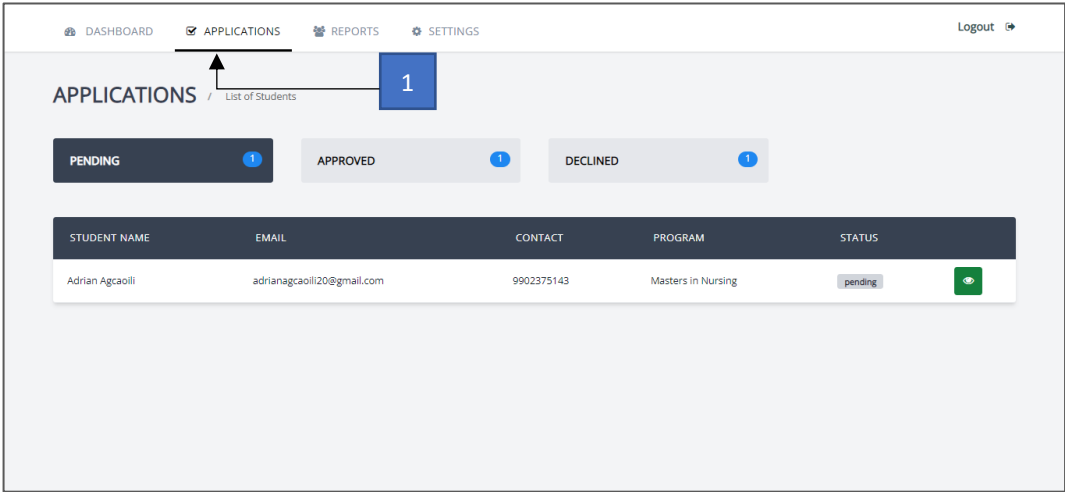 DASHBOARD APPLICATIONS REPORTS SETTINGS Logout
1
APPLICATIONS / List of Students
PENDING 1 APPROVED 1 DECLINED 1
STUDENT NAME EMAIL CONTACT PROGRAM STATUS
Adrian Agcaoili adrianagcaoili20@gmail.com 9902375143 Masters in Nursing pending